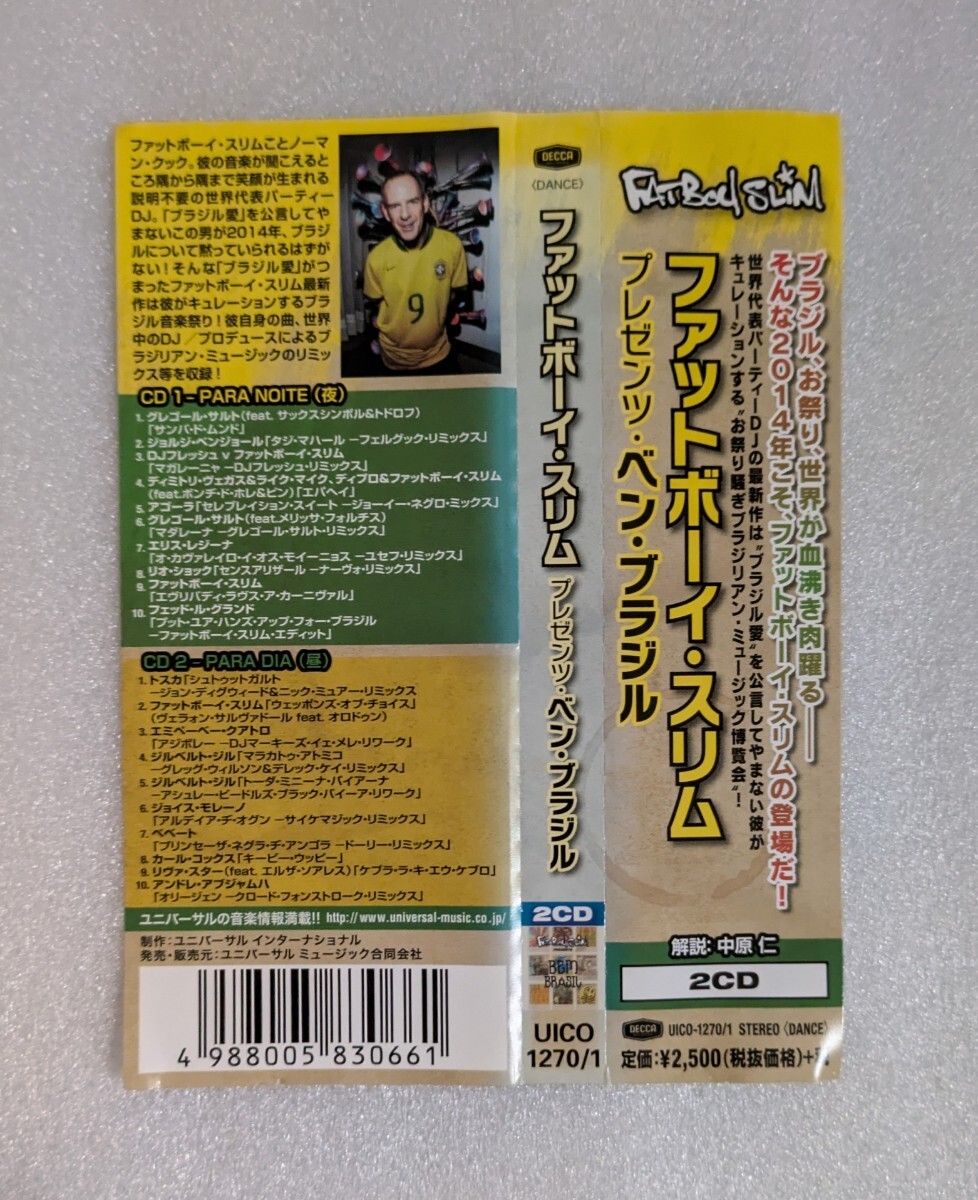 ファットボーイ・スリムことノーマ
ン・クック。彼の音楽が聞こえると
ころ隅から隅まで笑顔が生まれる
説明不要の世界代表パーティー
DJ。「ブラジル愛」を公言してや
まないこの男が2014年、ブラジ
ルについて黙っていられるはずが
ない！そんな「ブラジル愛」がつ
まったファットボーイ・スリム最新
作は彼がキュレーションするブラ
ジル音楽祭り！彼自身の曲、世界
中のDJ／プロデュースによるブ
ラジリアン・ミュージックのリミッ
クス等を収録！
9
CD 1 – PARA NOITE（夜）
1. グレゴール・サルト（feat. サックスシンボル&トドロフ）
「サンバ・ド・ムンド」
2. ジョルジ・ベンジョール「タジ・マハール –フェルグック・リミックス」
3. DJフレッシュ v ファットボーイ・スリム
「マガレーニャ –DJフレッシュ・リミックス」
4. ディミトリ・ヴェガス&ライク・マイク、ディプロ&ファットボーイ・スリム
（feat.ボンヂ・ド・ホレ&ピン）「エパヘイ」
5. アゴーラ「セレブレイション・スイート –ジョーイー・ネグロ・ミックス」
6. グレゴール・サルト（feat.メリッサ・フォルチス）
「マダレーナ –グレゴール・サルト・リミックス」
7. エリス・レジーナ
「オ・カヴァレイロ・イ・オス・モイーニョス –ユセフ・リミックス」
8. リオ・ショック「センスアリザール –ナーヴォ・リミックス」
9. ファットボーイ・スリム
「エヴリバディ・ラヴス・ア・カーニヴァル」
10. フェッド・ル・グランド
「プット・ユア・ハンズ・アップ・フォー・ブラジル
–ファットボーイ・スリム・エディット」
CD 2 – PARA DIA（昼）
1. トスカ「シュトゥットガルト
–ジョン・ディグウィード&ニック・ミュアー・リミックス
2. ファットボーイ・スリム「ウェッポンズ・オブ・チョイス」
（ヴェラォン・サルヴァドール feat. オロドゥン）
3. エミペーベー・クアトロ
「アジボレー –DJマーキーズ・イェ・メレ・リワーク」
4. ジルベルト・ジル「マラカトゥ・アトミコ
–グレッグ・ウィルソン&デレック・ケイ・リミックス」
5. ジルベルト・ジル「トーダ・ミニーナ・バイアーナ
–アシュレー・ビードルズ・ブラック・バイーア・リワーク」
6. ジョイス・モレーノ
「アルデイア・ヂ・オグン –サイケマジック・リミックス」
7. ベベート
「プリンセーザ・ネグラ・ヂ・アンゴラ –ドーリー・リミックス」
8. カール・コックス「キーピー・ウッピー」
9. リヴァ・スター（feat. エルザ・ソアレス）「ケブラ・ラ・キ・エウ・ケブロ」
10. アンドレ・アブジャムハ
「オリージェン –クロード・フォンストローク・リミックス」
ユニバーサルの音楽情報満載!! http://www.universal-music.co.jp/
制作：ユニバーサル インターナショナル
発売・販売元：ユニバーサル ミュージック合同会社
4 988005 830661
DECCA
〈DANCE〉
ファットボーイ・スリム プレゼンツ・ベン・ブラジル
2CD
BEM
BRASIL
UICO
1270/1
FATBOY SLIM
ブラジル、お祭り、世界が血沸き肉躍る――
そんな2014年こそ、ファットボーイ・スリムの登場だ！
世界代表パーティーDJの最新作は“ブラジル愛”を公言してやまない彼が
キュレーションする“お祭り騒ぎブラジリアン・ミュージック博覧会”！
ファットボーイ・スリム
プレゼンツ・ベン・ブラジル
解説：中原 仁
2CD
DECCA UICO-1270/1 STEREO〈DANCE〉
定価：¥2,500（税抜価格）+税